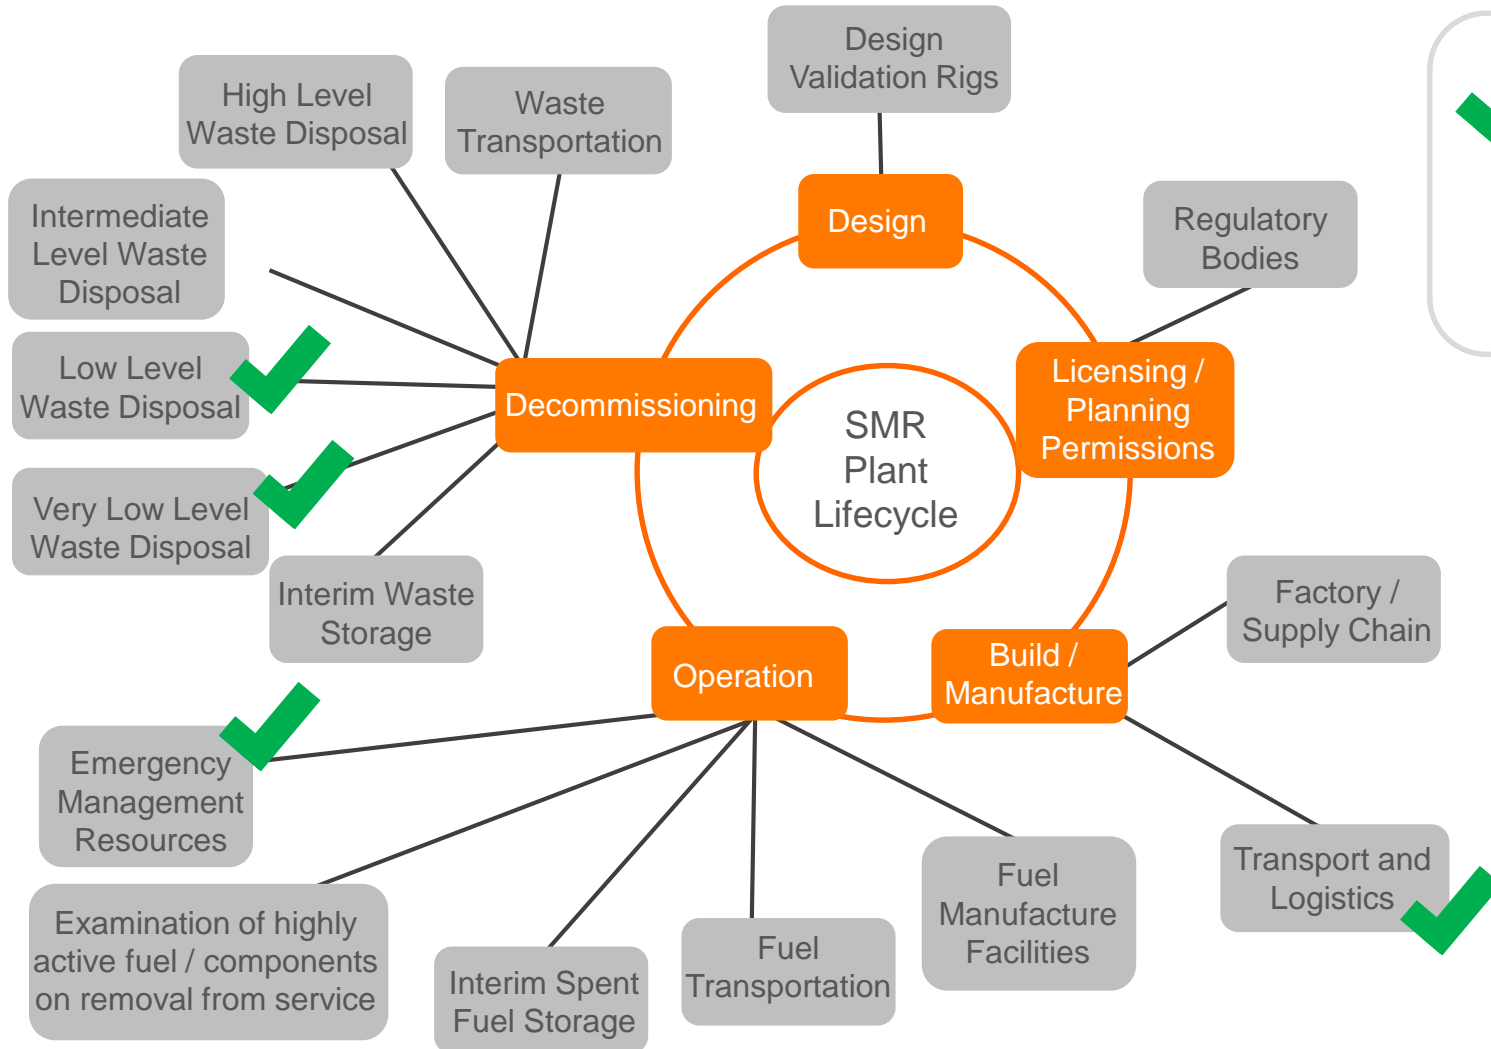 Design
Validation Rigs
High Level
Waste Disposal
Waste
Transportation
Intermediate
Level Waste
Disposal
Design
Regulatory
Bodies
Low Level
Waste Disposal
Decommissioning
SMR
Plant
Lifecycle
Licensing /
Planning
Permissions
Very Low Level
Waste Disposal
Interim Waste
Storage
Factory /
Supply Chain
Operation
Build /
Manufacture
Emergency
Management
Resources
Examination of highly
active fuel / components
on removal from service
Interim Spent
Fuel Storage
Fuel
Transportation
Fuel
Manufacture
Facilities
Transport and
Logistics